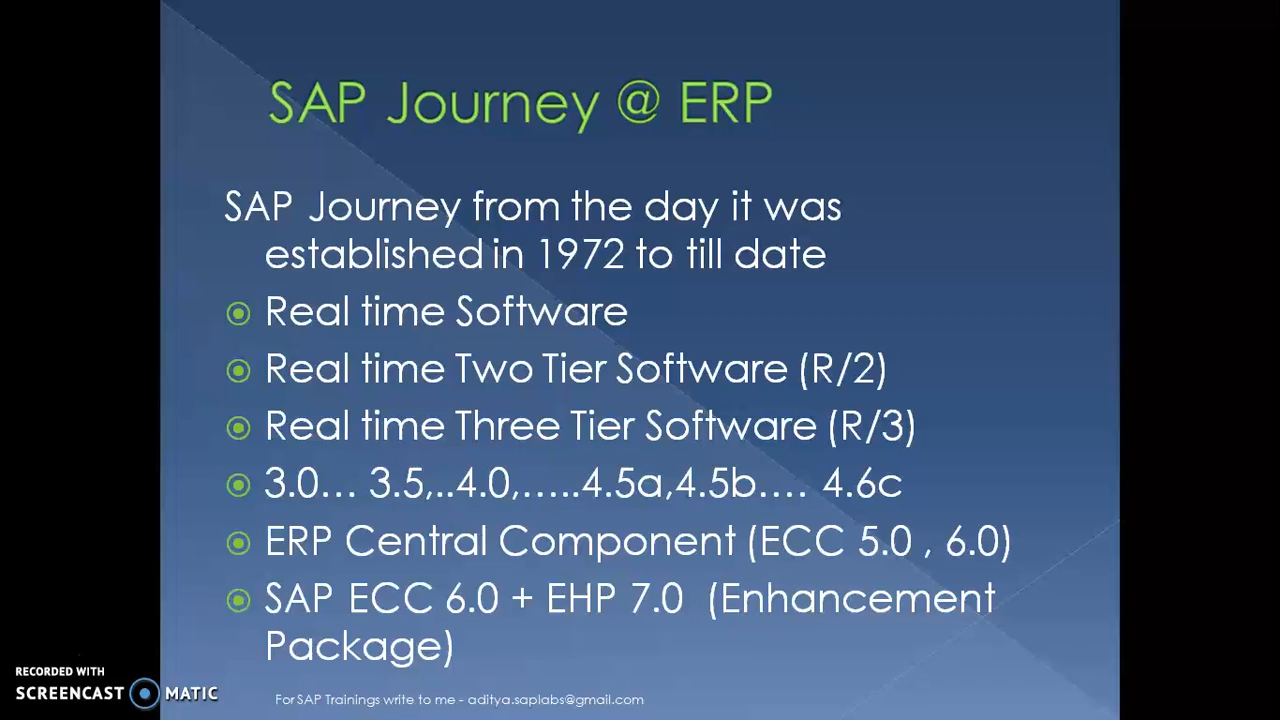 SAP Journey @ ERP
SAP Journey from the day it was
established in 1972 to till date
Real time Software
Real time Two Tier Software (R/2)
Real time Three Tier Software (R/3)
3.0... 3.5,..4.0,.....4.5a,4.5b.... 4.6c
ERP Central Component (ECC 5.0 , 6.0)
SAP ECC 6.0 + EHP 7.0 (Enhancement
Package)
RECORDED WITH
SCREENCAST MATIC
For SAP Trainings write to me - aditya.saplabs@gmail.com